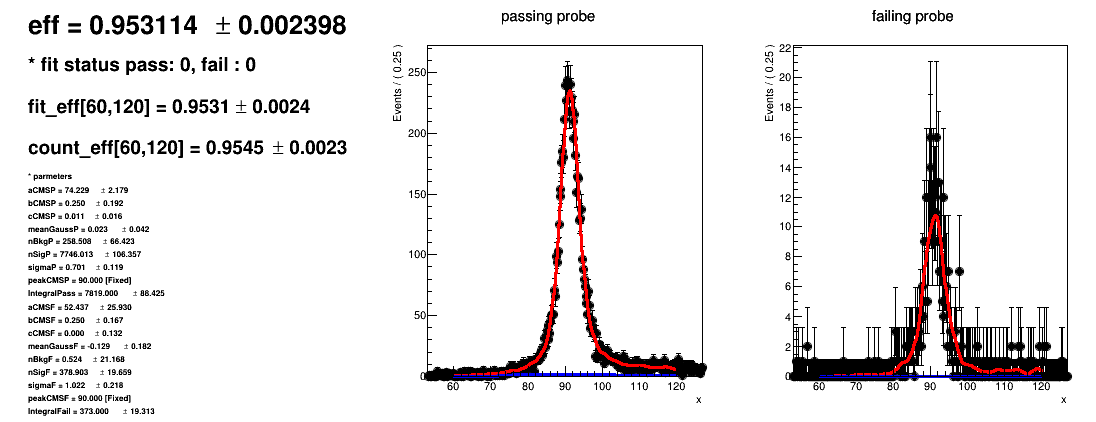 eff = 0.953114 ± 0.002398
* fit status pass: 0, fail : 0
fit_eff[60,120] = 0.9531 ± 0.0024
count_eff[60,120] = 0.9545 ± 0.0023
* parmeters
aCMSP = 74.229 ± 2.179
bCMSP = 0.250 ± 0.192
cCMSP = 0.011 ± 0.016
meanGaussP = 0.023 ± 0.042
nBkgP = 258.508 ± 66.423
nSigP = 7746.013 ± 106.357
sigmaP = 0.701 ± 0.119
peakCMSP = 90.000 [Fixed]
IntegralPass = 7819.000 ± 88.425
aCMSF = 52.437 ± 25.930
bCMSF = 0.250 ± 0.167
cCMSF = 0.000 ± 0.132
meanGaussF = -0.129 ± 0.182
nBkgF = 0.524 ± 21.168
nSigF = 378.903 ± 19.659
sigmaF = 1.022 ± 0.218
peakCMSF = 90.000 [Fixed]
IntegralFail = 373.000 ± 19.313
passing probe
Events / ( 0.25 )
250
200
150
100
50
0
60 70 80 90 100 110 120
x
failing probe
Events / ( 0.25 )
22
20
18
16
14
12
10
8
6
4
2
0
60 70 80 90 100 110 120
x